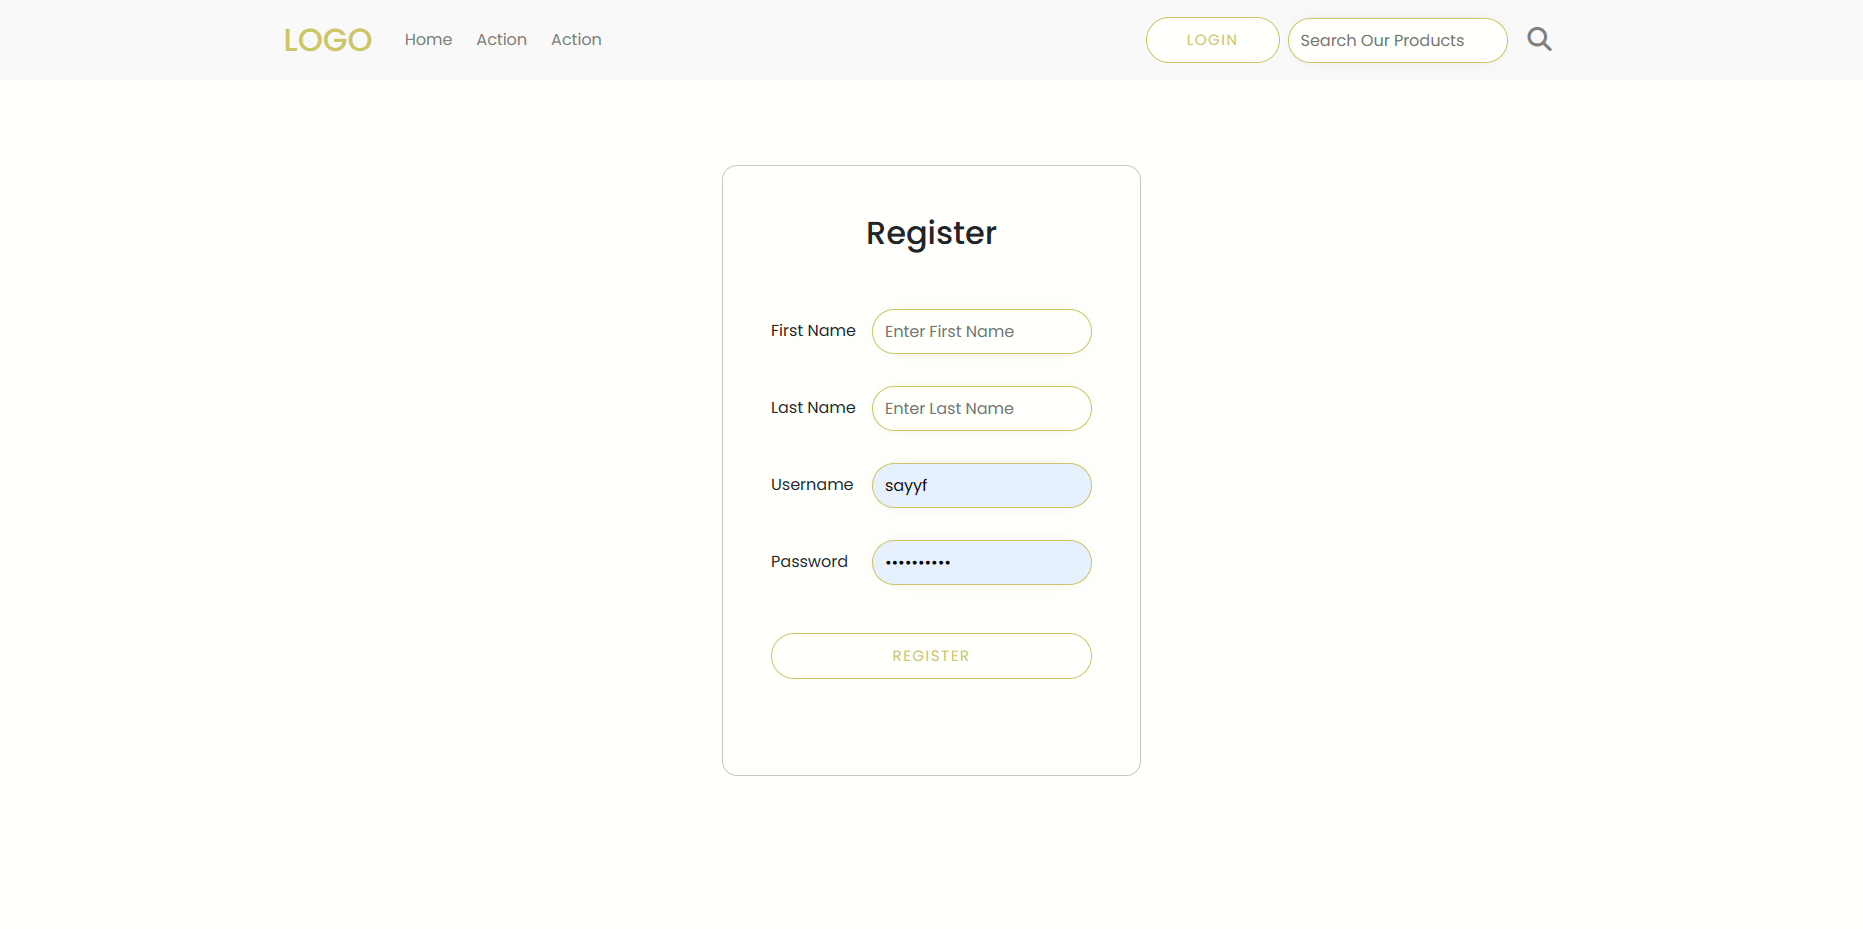 LOGO Home Action Action LOGIN Search Our Products
Register
First Name Enter First Name
Last Name Enter Last Name
Username sayyf
Password ••••••••••
REGISTER